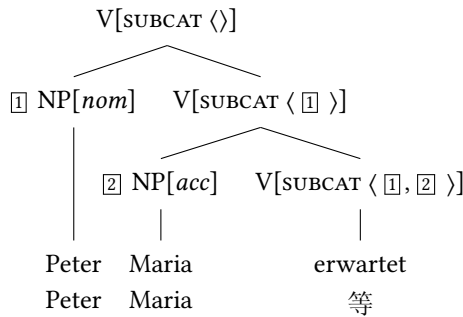 V[SUBCAT ⟨⟩]
1 NP[nom] V[SUBCAT ⟨ 1 ⟩]
2 NP[acc] V[SUBCAT ⟨ 1, 2 ⟩]
Peter Maria erwartet
Peter Maria 等